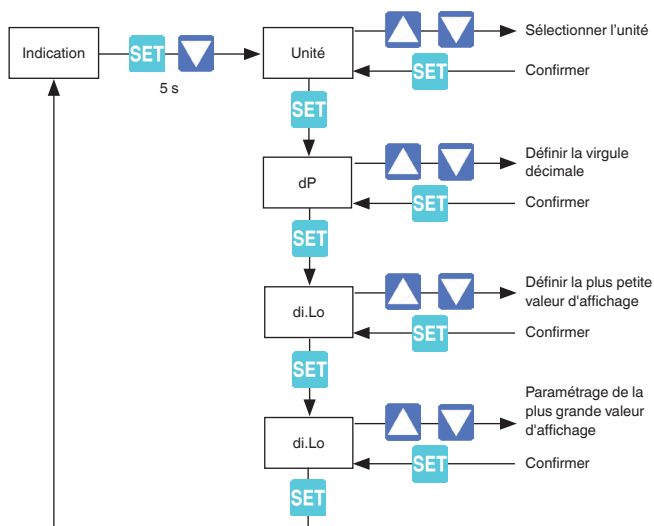 Indication
SET
5 s
Unité
Sélectionner l'unité
SET
Confirmer
SET
dP
Définir la virgule
décimale
SET
Confirmer
SET
di.Lo
Définir la plus petite
valeur d'affichage
SET
Confirmer
SET
di.Lo
Paramétrage de la
plus grande valeur
d'affichage
SET
Confirmer
SET